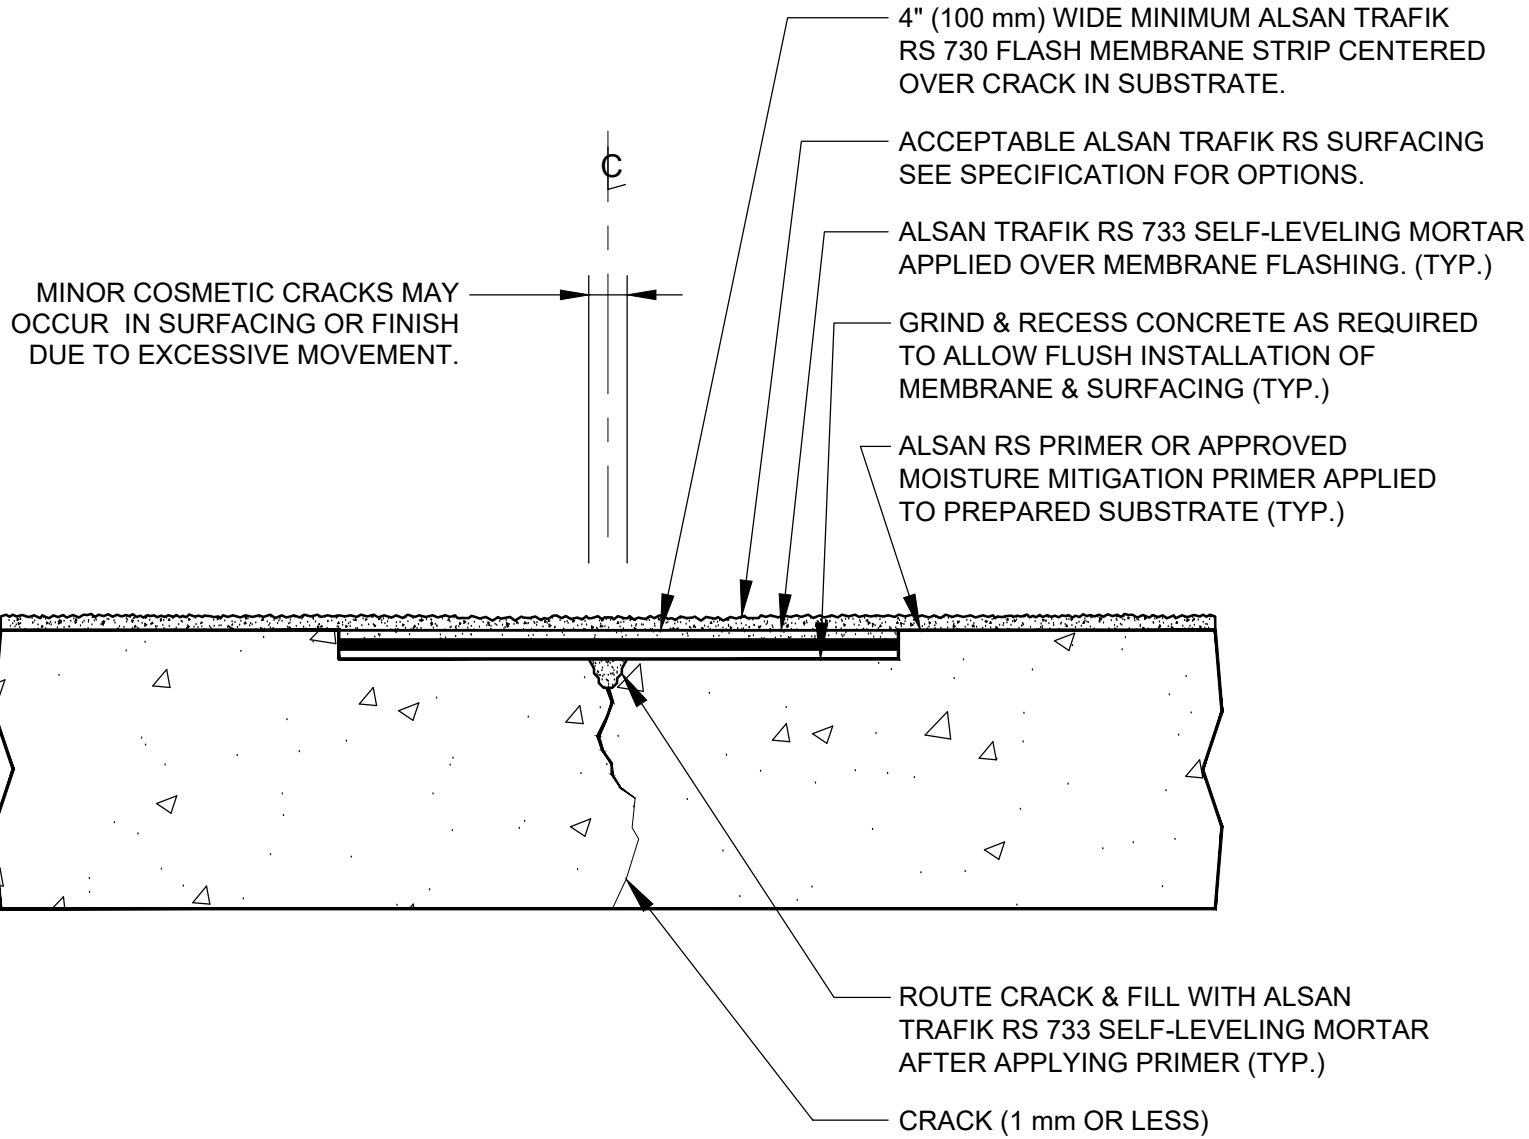 4" (100 mm) WIDE MINIMUM ALSAN TRAFIK
RS 730 FLASH MEMBRANE STRIP CENTERED
OVER CRACK IN SUBSTRATE.
ACCEPTABLE ALSAN TRAFIK RS SURFACING
SEE SPECIFICATION FOR OPTIONS.
C
L
ALSAN TRAFIK RS 733 SELF-LEVELING MORTAR
APPLIED OVER MEMBRANE FLASHING. (TYP.)
MINOR COSMETIC CRACKS MAY
OCCUR IN SURFACING OR FINISH
DUE TO EXCESSIVE MOVEMENT.
GRIND & RECESS CONCRETE AS REQUIRED
TO ALLOW FLUSH INSTALLATION OF
MEMBRANE & SURFACING (TYP.)
ALSAN RS PRIMER OR APPROVED
MOISTURE MITIGATION PRIMER APPLIED
TO PREPARED SUBSTRATE (TYP.)
ROUTE CRACK & FILL WITH ALSAN
TRAFIK RS 733 SELF-LEVELING MORTAR
AFTER APPLYING PRIMER (TYP.)
CRACK (1 mm OR LESS)